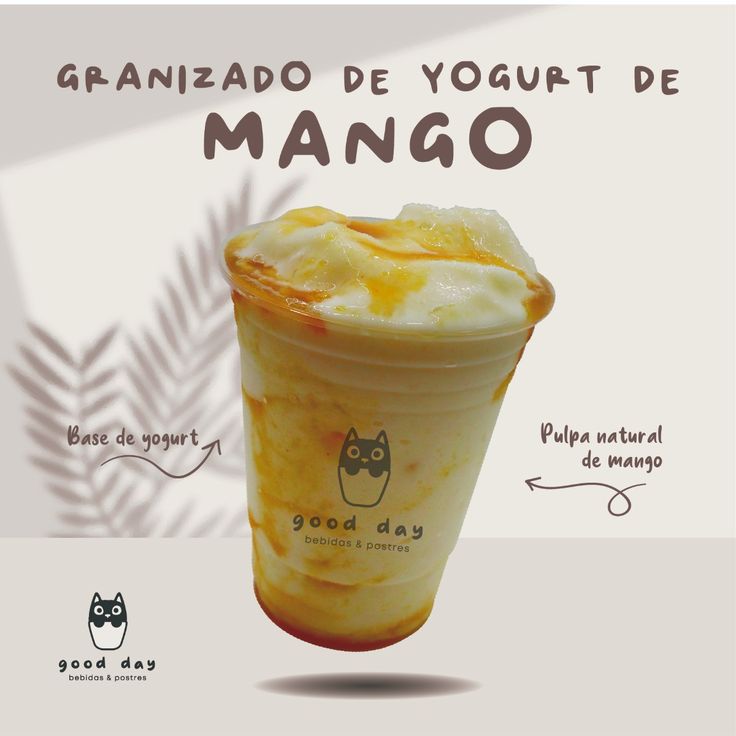 GRANIZADO DE YOGURT DE
MANGO
Base de yogurt
Pulpa natural
de mango
good day
bebidas & postres
good day
bebidas & postres